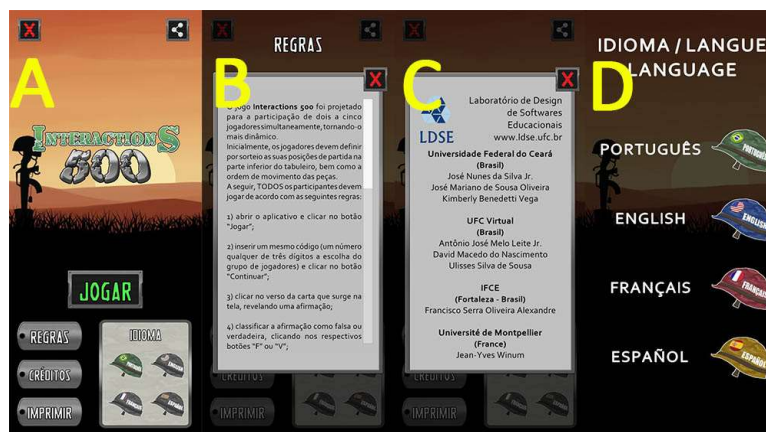 A
X
INTERACTIONS
500
JOGAR
REGRAS
CRÉDITOS
IMPRIMIR
IDIOMA
B
REGRAS
X
O jogo Interactions 500 foi projetado
para a participação de dois a cinco
jogadores simultaneamente, tornando-o
mais dinâmico.
Inicialmente, os jogadores devem definir
por sorteio as suas posições de partida na
parte inferior do tabuleiro, bem como a
ordem de movimento das peças.
A seguir, TODOS os participantes devem
jogar de acordo com as seguintes regras:
1) abrir o aplicativo e clicar no botão
"Jogar";
2) inserir um mesmo código (um número
qualquer de três dígitos a escolha do
grupo de jogadores) e clicar no botão
"Continuar";
3) clicar no verso da carta que surge na
tela, revelando uma afirmação;
4) classificar a afirmação como falsa ou
verdadeira, clicando nos respectivos
botões "F" ou "V";
CRÉDITOS
IMPRIMIR
C
X
LDSE
Laboratório de Design
de Softwares
Educacionais
www.ldse.ufc.br
Universidade Federal do Ceará
(Brasil)
José Nunes da Silva Jr.
José Mariano de Sousa Oliveira
Kimberly Benedetti Vega
UFC Virtual
(Brasil)
Antônio José Melo Leite Jr.
David Macedo do Nascimento
Ulisses Silva de Sousa
IFCE
(Fortaleza - Brasil)
Francisco Serra Oliveira Alexandre
Université de Montpellier
(France)
Jean-Yves Winum
CRÉDITOS
IMPRIMIR
D
IDIOMA / LANGUE
LANGUAGE
PORTUGUÊS
PORTUGUÊS
ENGLISH
ENGLISH
FRANÇAIS
FRANÇAIS
ESPAÑOL
ESPAÑOL